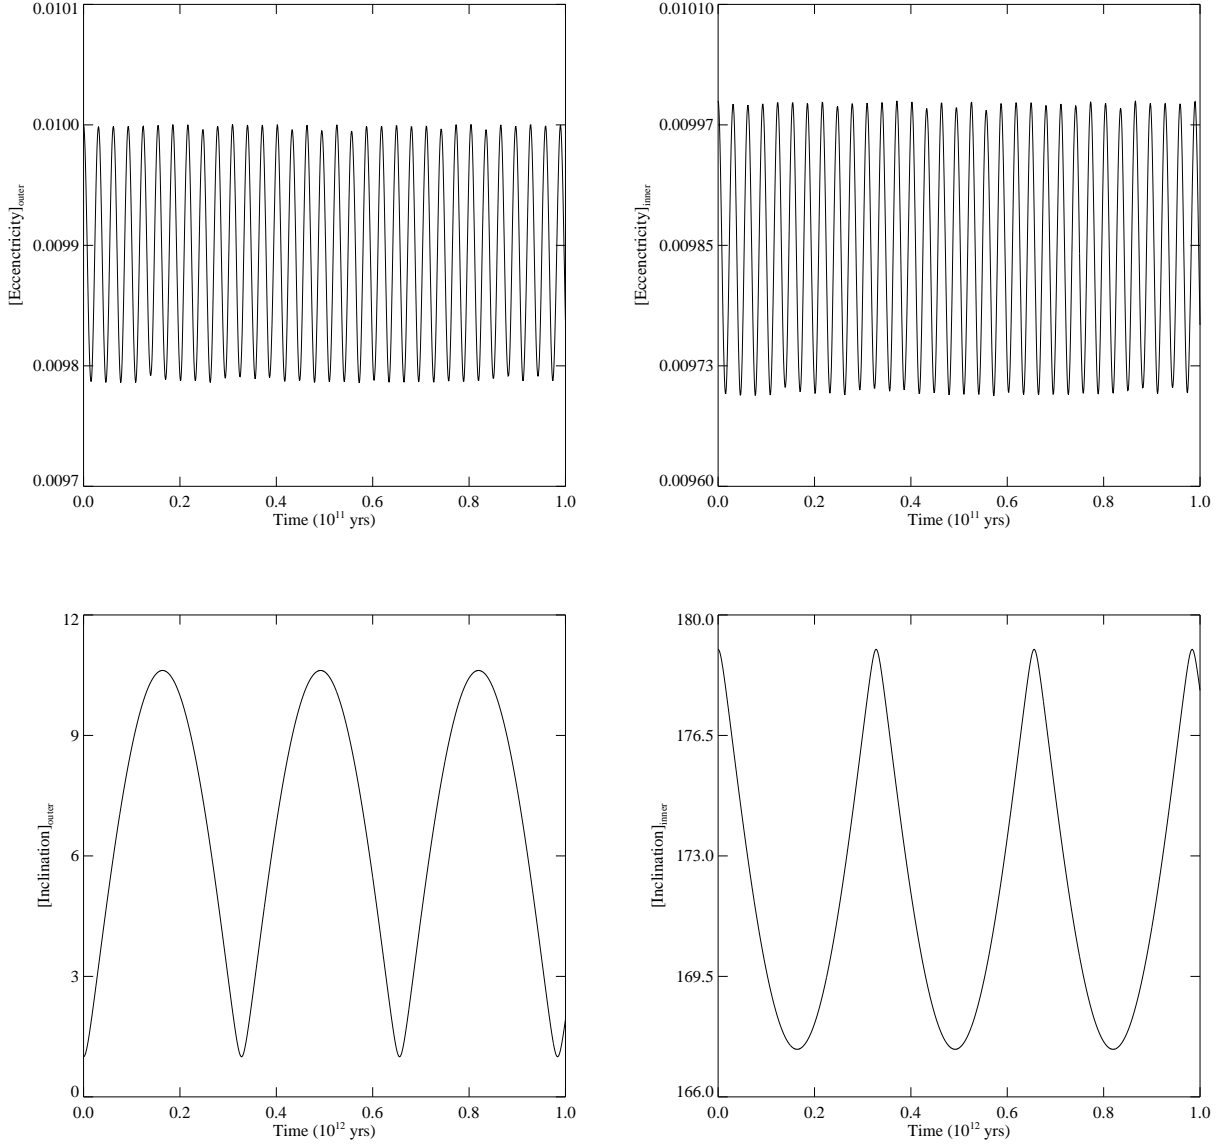 0.0101
0.0100
0.0099
0.0098
0.0097
[Eccenctricity]outer
0.0 0.2 0.4 0.6 0.8 1.0
Time (10^11 yrs)
0.01010
0.00997
0.00985
0.00973
0.00960
[Eccenctricity]inner
0.0 0.2 0.4 0.6 0.8 1.0
Time (10^11 yrs)
12
9
6
3
0
[Inclination]outer
0.0 0.2 0.4 0.6 0.8 1.0
Time (10^12 yrs)
180.0
176.5
173.0
169.5
166.0
[Inclination]inner
0.0 0.2 0.4 0.6 0.8 1.0
Time (10^12 yrs)